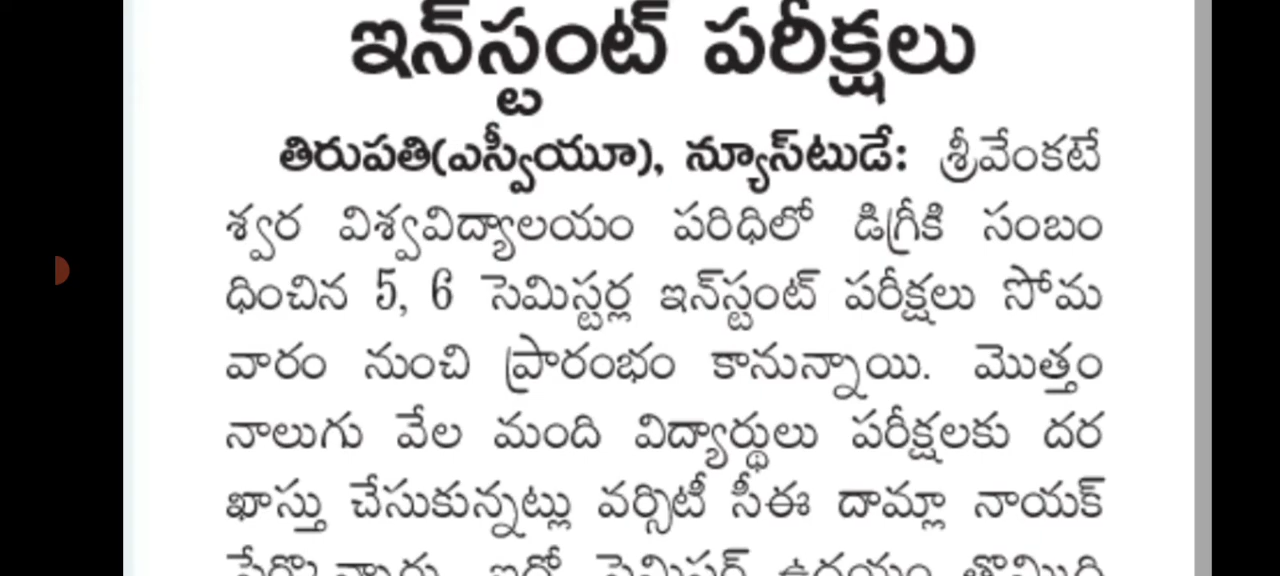 ఇన్‌స్టంట్ పరీక్షలు
తిరుపతి(ఎస్వీయూ), న్యూస్‌టుడే: శ్రీవేంకటే
శ్వర విశ్వవిద్యాలయం పరిధిలో డిగ్రీకి సంబం
ధించిన 5, 6 సెమిస్టర్ల ఇన్‌స్టంట్ పరీక్షలు సోమ
వారం నుంచి ప్రారంభం కానున్నాయి. మొత్తం
నాలుగు వేల మంది విద్యార్థులు పరీక్షలకు దర
ఖాస్తు చేసుకున్నట్లు వర్సిటీ సీఈ దామ్లా నాయక్